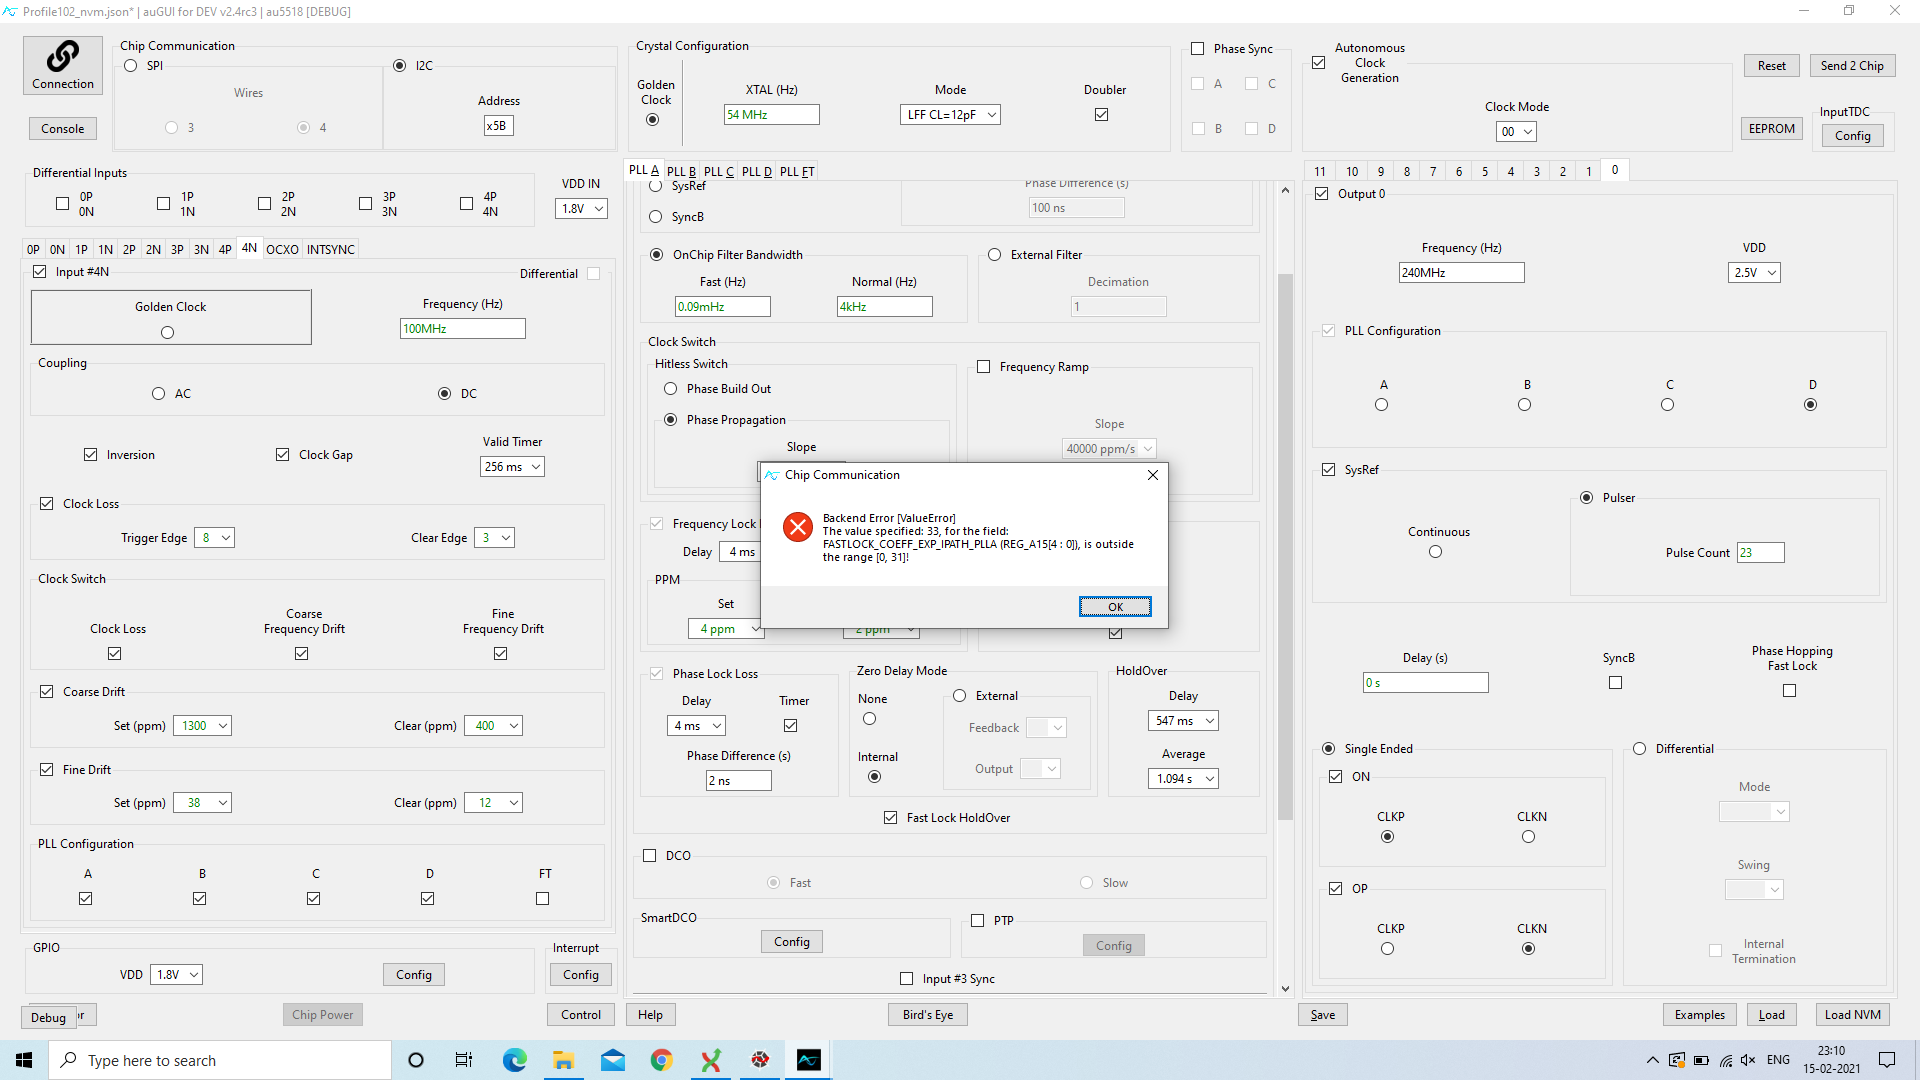 Profile102_nvm.json* | auGUI for DEV v2.4rc3 | au5518 [DEBUG]
Connection
Console
Chip Communication
SPI
Wires
3
4
I2C
Address
x5B
Crystal Configuration
Golden
Clock
XTAL (Hz)
54 MHz
Mode
LFF CL=12pF
Doubler
Phase Sync
A
C
B
D
Autonomous
Clock
Generation
Clock Mode
00
Reset
Send 2 Chip
EEPROM
InputTDC
Config
Differential Inputs
0P
0N
1P
1N
2P
2N
3P
3N
4P
4N
VDD IN
1.8V
0P 0N 1P 1N 2P 2N 3P 3N 4P 4N OCXO INTSYNC
Input #4N
Differential
Golden Clock
Frequency (Hz)
100MHz
Coupling
AC
DC
Inversion
Clock Gap
Valid Timer
256 ms
Clock Loss
Trigger Edge 8
Clear Edge 3
Clock Switch
Clock Loss
Coarse
Frequency Drift
Fine
Frequency Drift
Coarse Drift
Set (ppm) 1300
Clear (ppm) 400
Fine Drift
Set (ppm) 38
Clear (ppm) 12
PLL Configuration
A B C D FT
GPIO
VDD 1.8V
Config
Interrupt
Config
Debug
Chip Power
Control
PLL A PLL B PLL C PLL D PLL FT
SysRef
SyncB
Phase Difference (s)
100 ns
OnChip Filter Bandwidth
Fast (Hz)
0.09mHz
Normal (Hz)
4kHz
External Filter
Decimation
1
Clock Switch
Hitless Switch
Phase Build Out
Phase Propagation
Slope
Frequency Ramp
Slope
40000 ppm/s
Chip Communication
Backend Error [ValueError]
The value specified: 33, for the field:
FASTLOCK_COEFF_EXP_IPATH_PLLA (REG_A15[4 : 0]), is outside
the range [0, 31]!
OK
Frequency Lock
Delay 4 ms
PPM
Set
4 ppm
2 ppm
Phase Lock Loss
Delay
4 ms
Timer
Phase Difference (s)
2 ns
Zero Delay Mode
None
Internal
External
Feedback
Output
HoldOver
Delay
547 ms
Average
1.094 s
Fast Lock HoldOver
DCO
Fast
Slow
SmartDCO
Config
PTP
Config
Input #3 Sync
Help
Bird's Eye
11 10 9 8 7 6 5 4 3 2 1 0
Output 0
Frequency (Hz)
240MHz
VDD
2.5V
PLL Configuration
A B C D
SysRef
Continuous
Pulser
Pulse Count 23
Delay (s)
0 s
SyncB
Phase Hopping
Fast Lock
Single Ended
ON
CLKP
CLKN
OP
CLKP
CLKN
Differential
Mode
Swing
Internal
Termination
Save
Examples
Load
Load NVM
Type here to search
ENG
23:10
15-02-2021